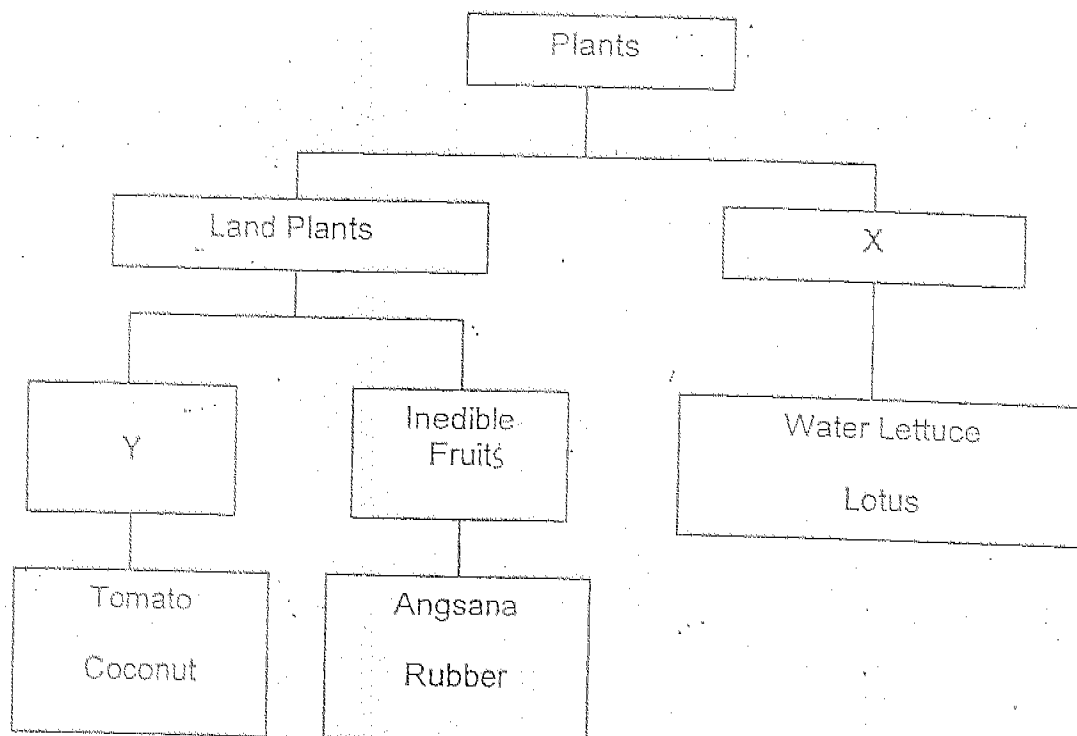 Plants
Land Plants
X
Y
Inedible
Fruits
Water Lettuce
Lotus
Tomato
Coconut
Angsana
Rubber